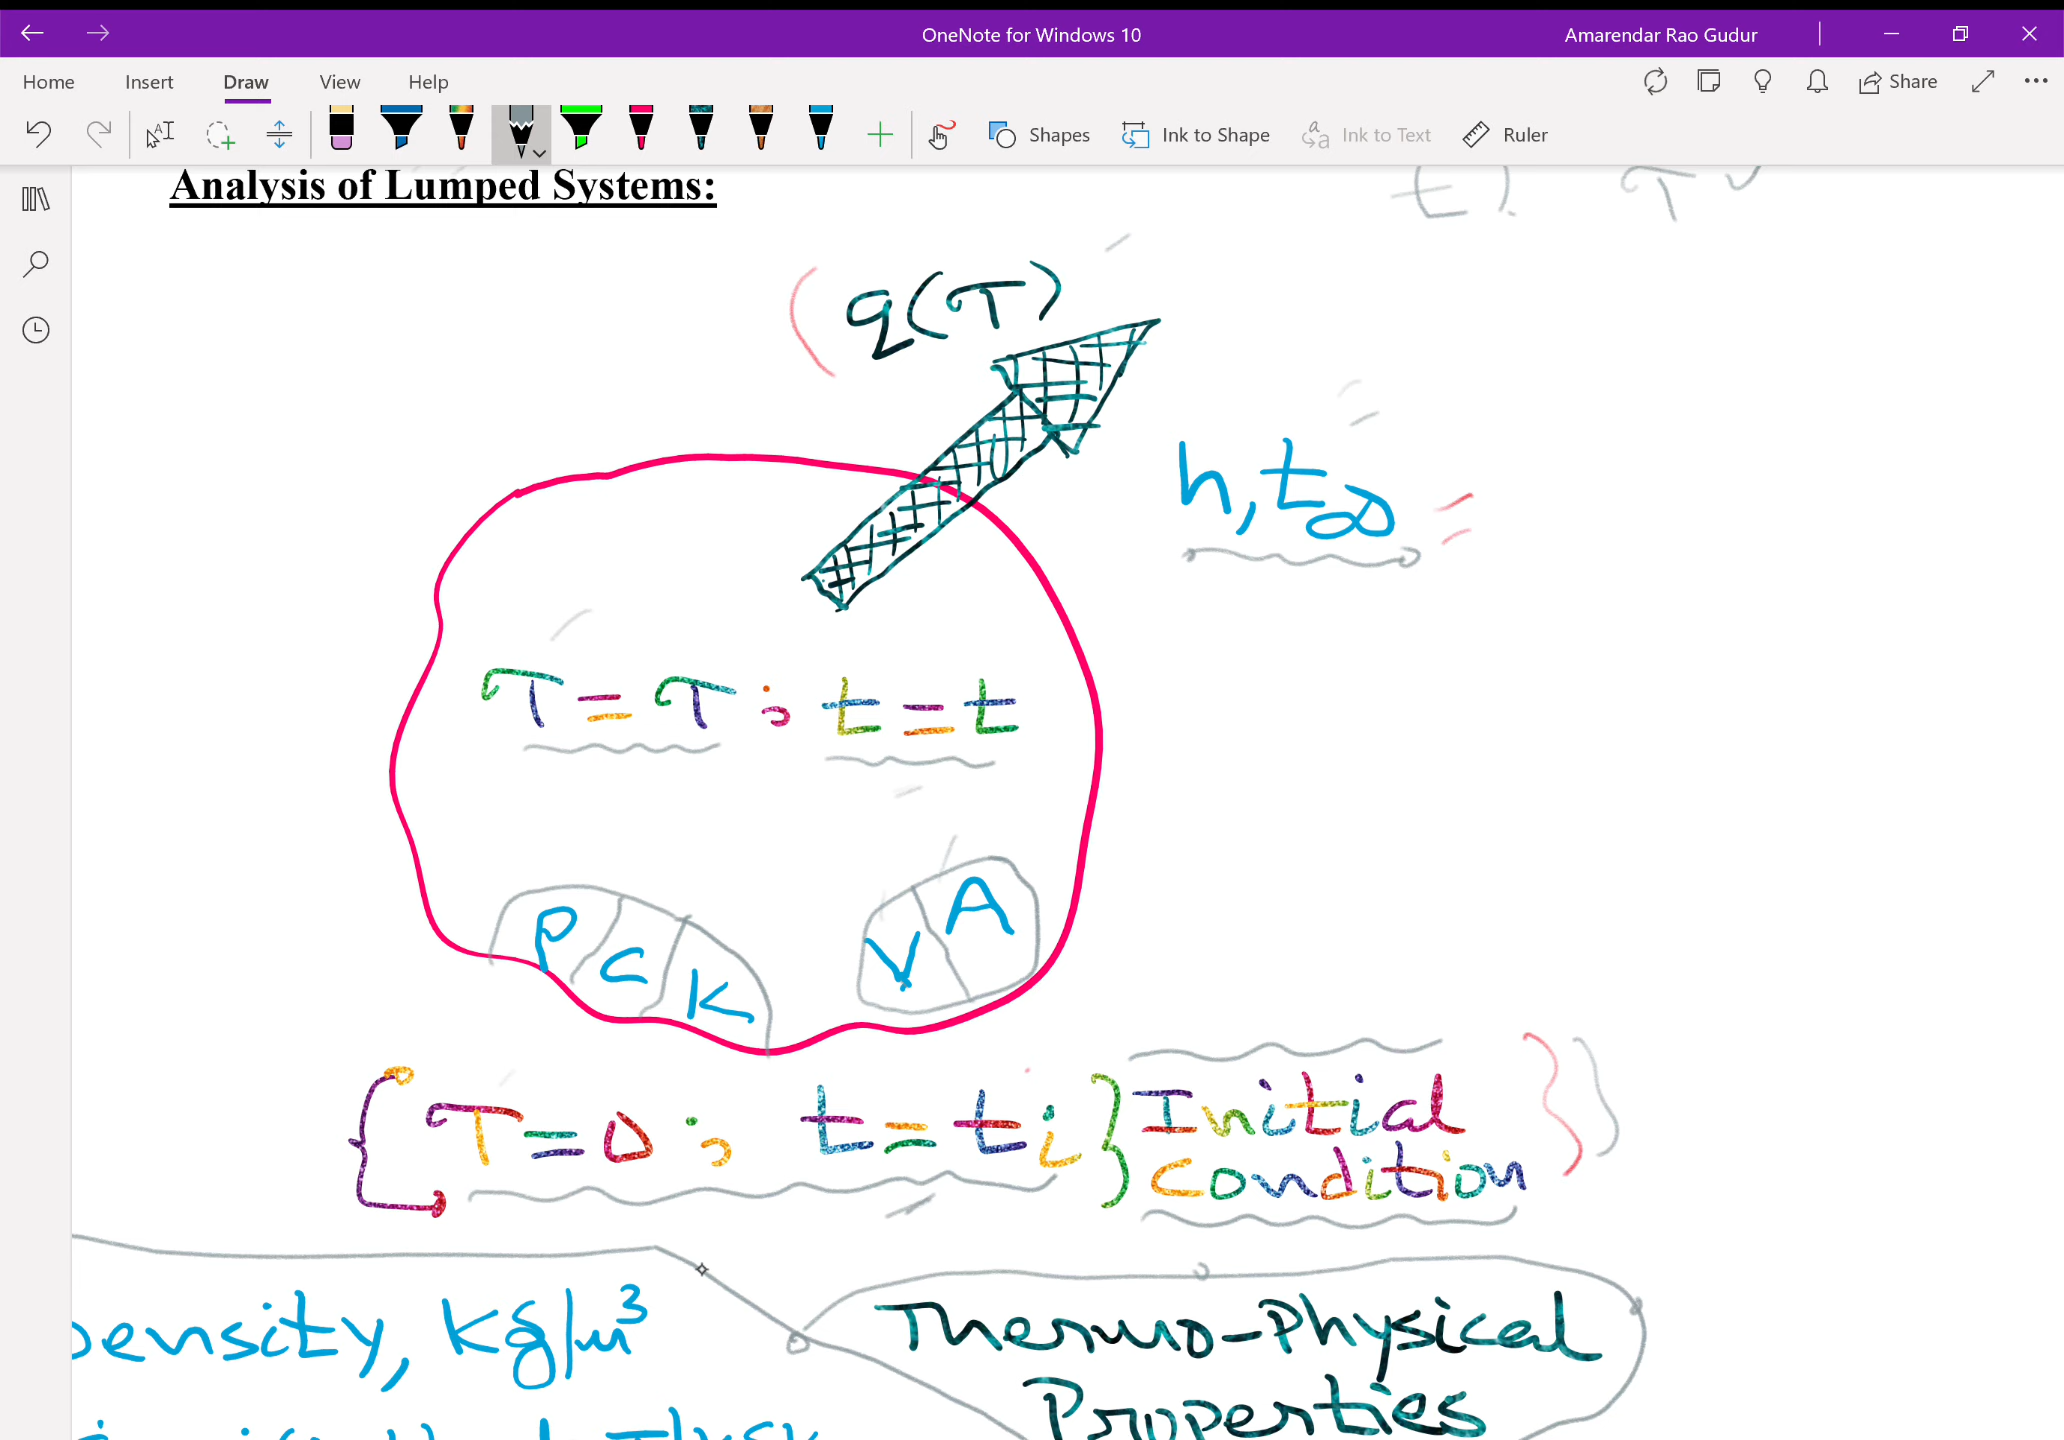 OneNote for Windows 10
Amarendar Rao Gudur
Home Insert Draw View Help
Share
Shapes Ink to Shape Ink to Text Ruler
Analysis of Lumped Systems:
q(τ)
h, t∞
τ = τ ; t = t
ρ c K
V A
{ τ = 0 ; t = ti } Initial
Condition
Density, kg/m³
Thermo-Physical
Properties